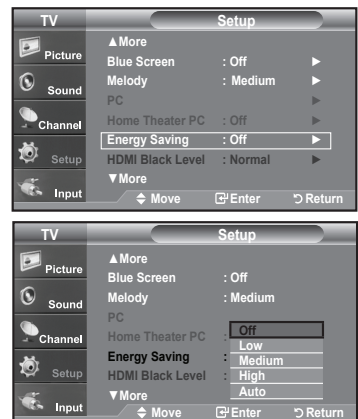 TV
Setup
Picture
Sound
Channel
Setup
Input
▲More
Blue Screen : Off ►
Melody : Medium ►
PC ►
Home Theater PC : Off ►
Energy Saving : Off ►
HDMI Black Level : Normal ►
▼More
Move Enter Return
TV
Setup
Picture
Sound
Channel
Setup
Input
▲More
Blue Screen : Off
Melody : Medium
PC
Home Theater PC :
Energy Saving :
HDMI Black Level :
Off
Low
Medium
High
Auto
▼More
Move Enter Return